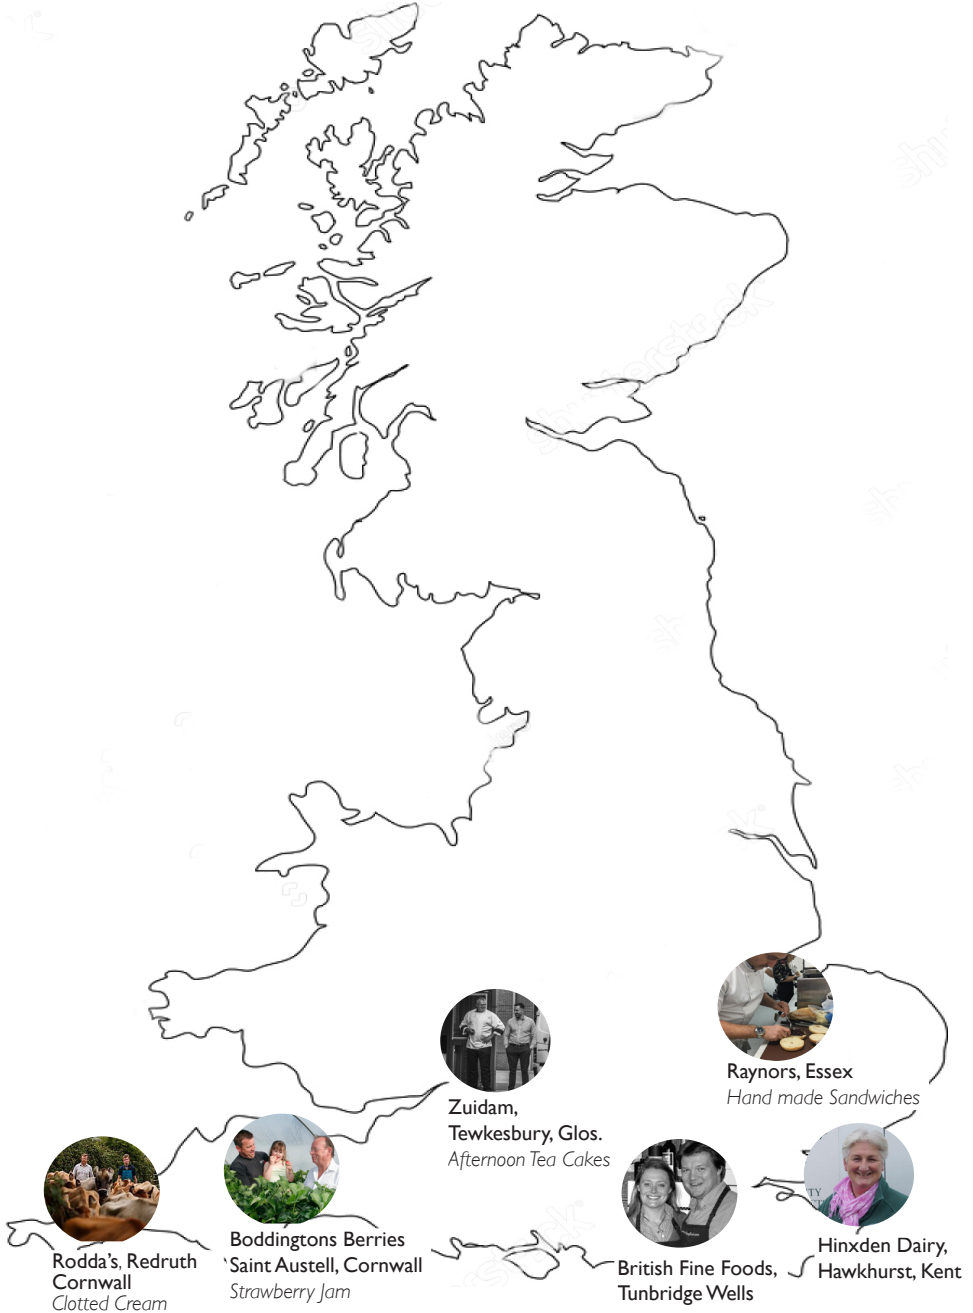 Zuidam,
Tewkesbury, Glos.
Afternoon Tea Cakes
Raynors, Essex
Hand made Sandwiches
Rodda's, Redruth
Cornwall
Clotted Cream
Boddingtons Berries
Saint Austell, Cornwall
Strawberry Jam
British Fine Foods,
Tunbridge Wells
Hinxden Dairy,
Hawkhurst, Kent